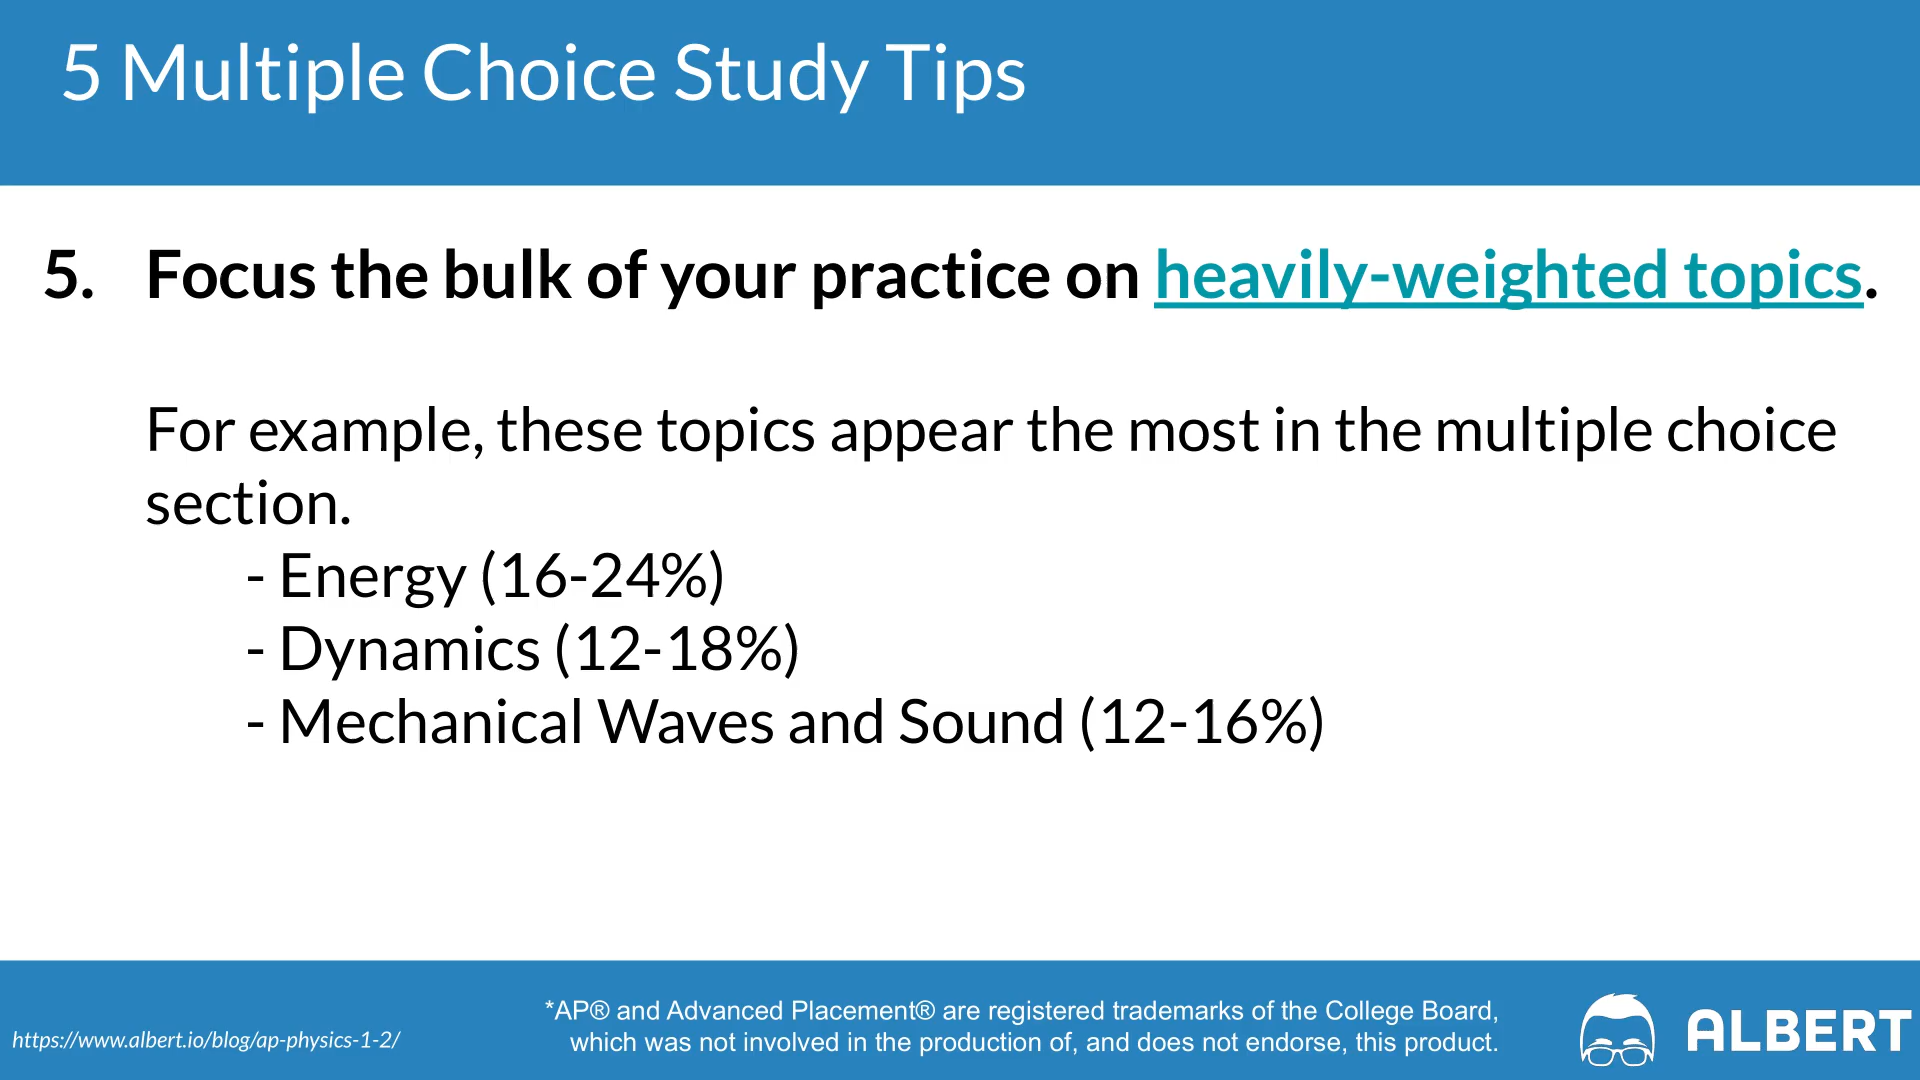 5 Multiple Choice Study Tips
5. Focus the bulk of your practice on heavily-weighted topics.
For example, these topics appear the most in the multiple choice
section.
- Energy (16-24%)
- Dynamics (12-18%)
- Mechanical Waves and Sound (12-16%)
https://www.albert.io/blog/ap-physics-1-2/
*AP® and Advanced Placement® are registered trademarks of the College Board,
which was not involved in the production of, and does not endorse, this product.
ALBERT